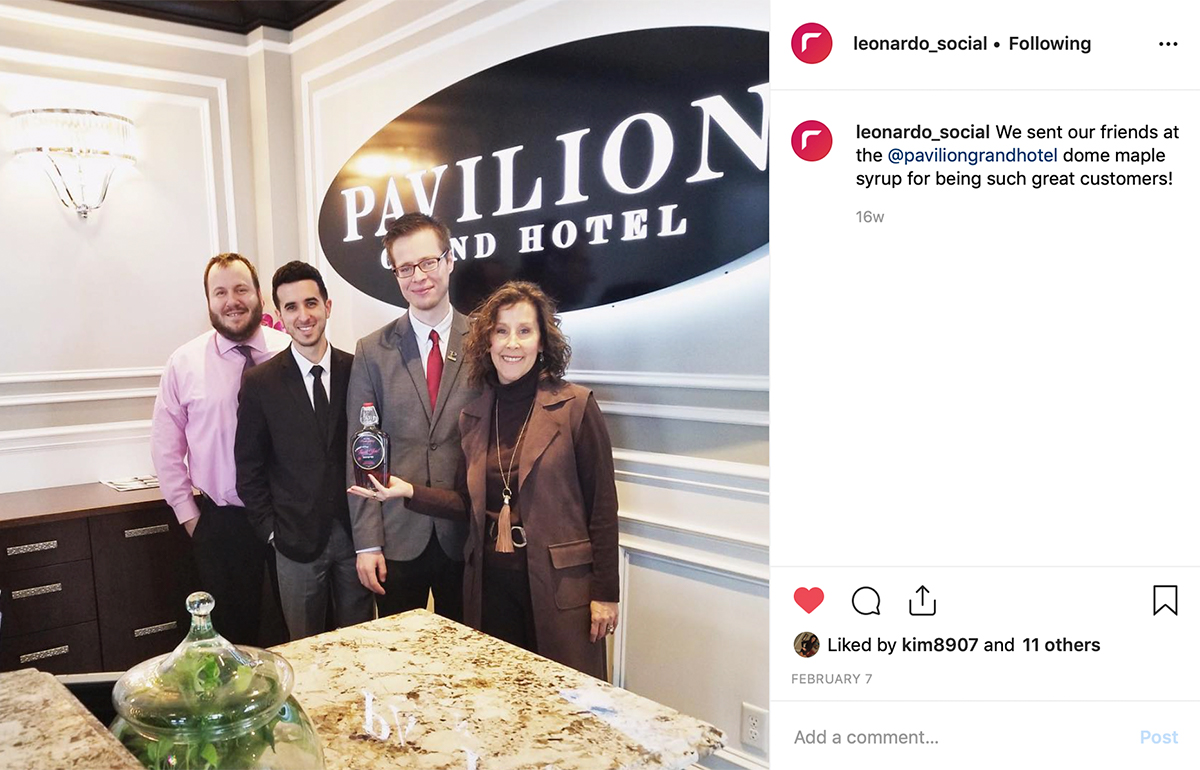 PAVILION
GRAND HOTEL
leonardo_social • Following
leonardo_social We sent our friends at
the @paviliongrandhotel dome maple
syrup for being such great customers!
16w
Liked by kim8907 and 11 others
FEBRUARY 7
Add a comment...
Post